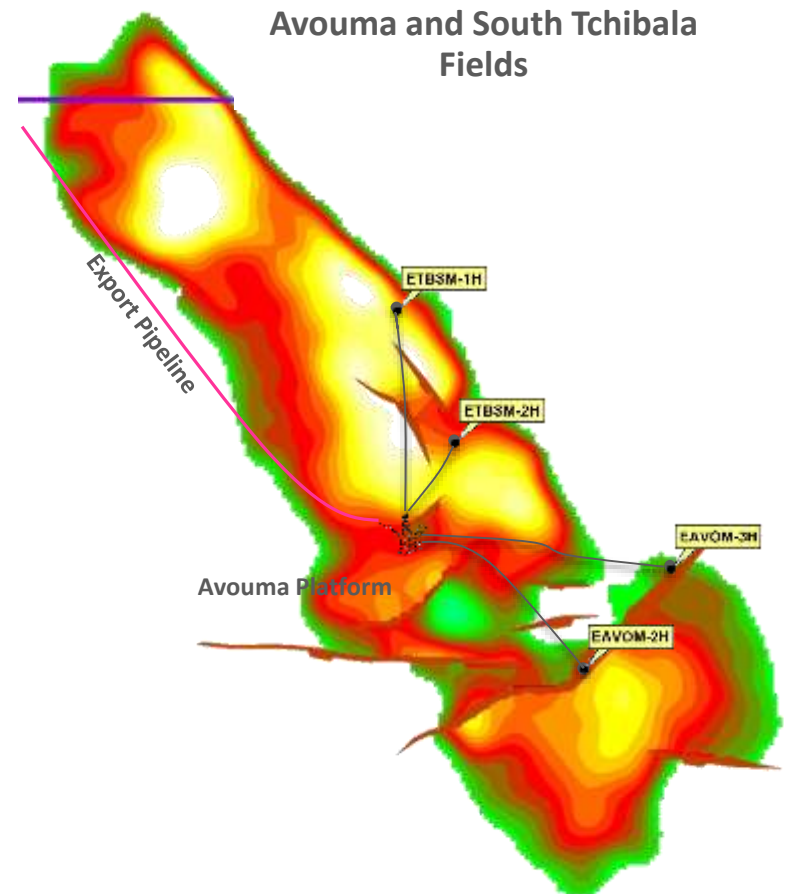 Avouma and South Tchibala
Fields
ETBSM-1H
Export Pipeline
ETBSM-2H
EAVOM-3H
Avouma Platform
EAVOM-2H